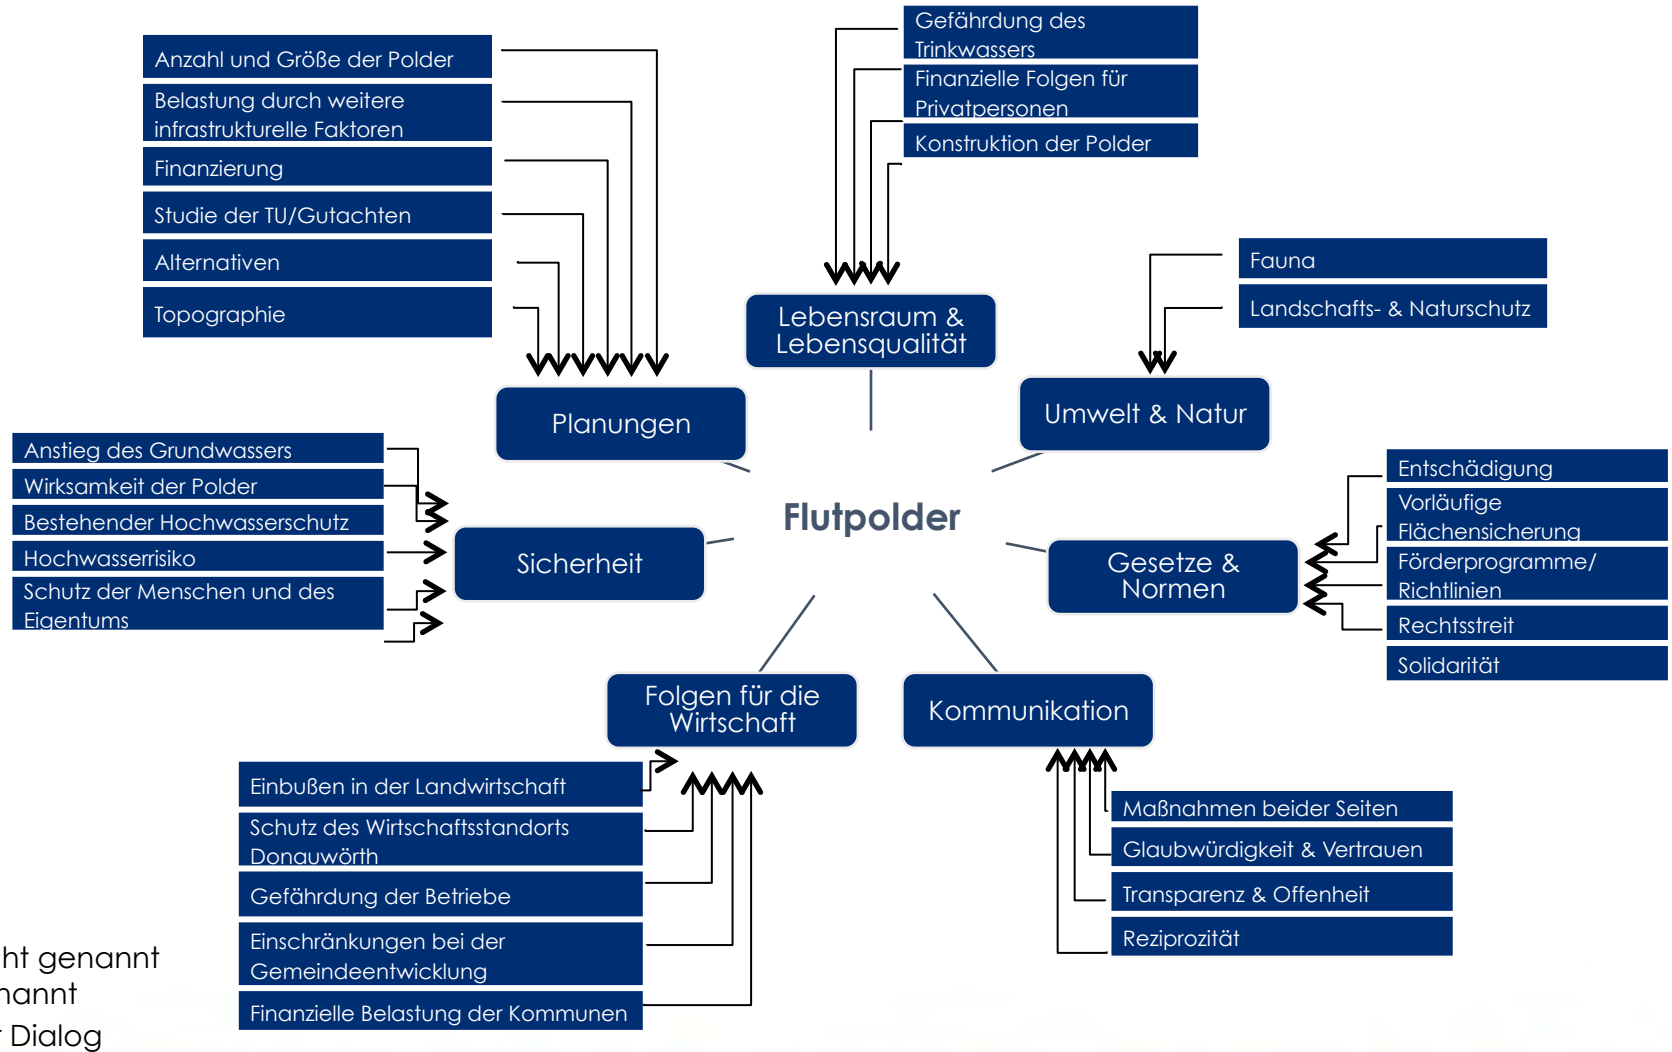 Gefährdung des
Trinkwassers
Finanzielle Folgen für
Privatpersonen
Konstruktion der Polder
Anzahl und Größe der Polder
Belastung durch weitere
infrastrukturelle Faktoren
Finanzierung
Studie der TU/Gutachten
Alternativen
Topographie
Fauna
Landschafts- & Naturschutz
Lebensraum &
Lebensqualität
Planungen
Umwelt & Natur
Anstieg des Grundwassers
Wirksamkeit der Polder
Bestehender Hochwasserschutz
Hochwasserrisiko
Schutz der Menschen und des
Eigentums
Sicherheit
Flutpolder
Gesetze &
Normen
Entschädigung
Vorläufige
Flächensicherung
Förderprogramme/
Richtlinien
Rechtsstreit
Solidarität
Folgen für die
Wirtschaft
Kommunikation
Einbußen in der Landwirtschaft
Schutz des Wirtschaftsstandorts
Donauwörth
Gefährdung der Betriebe
Einschränkungen bei der
Gemeindeentwicklung
Finanzielle Belastung der Kommunen
Maßnahmen beider Seiten
Glaubwürdigkeit & Vertrauen
Transparenz & Offenheit
Reziprozität
genannt
Dialog